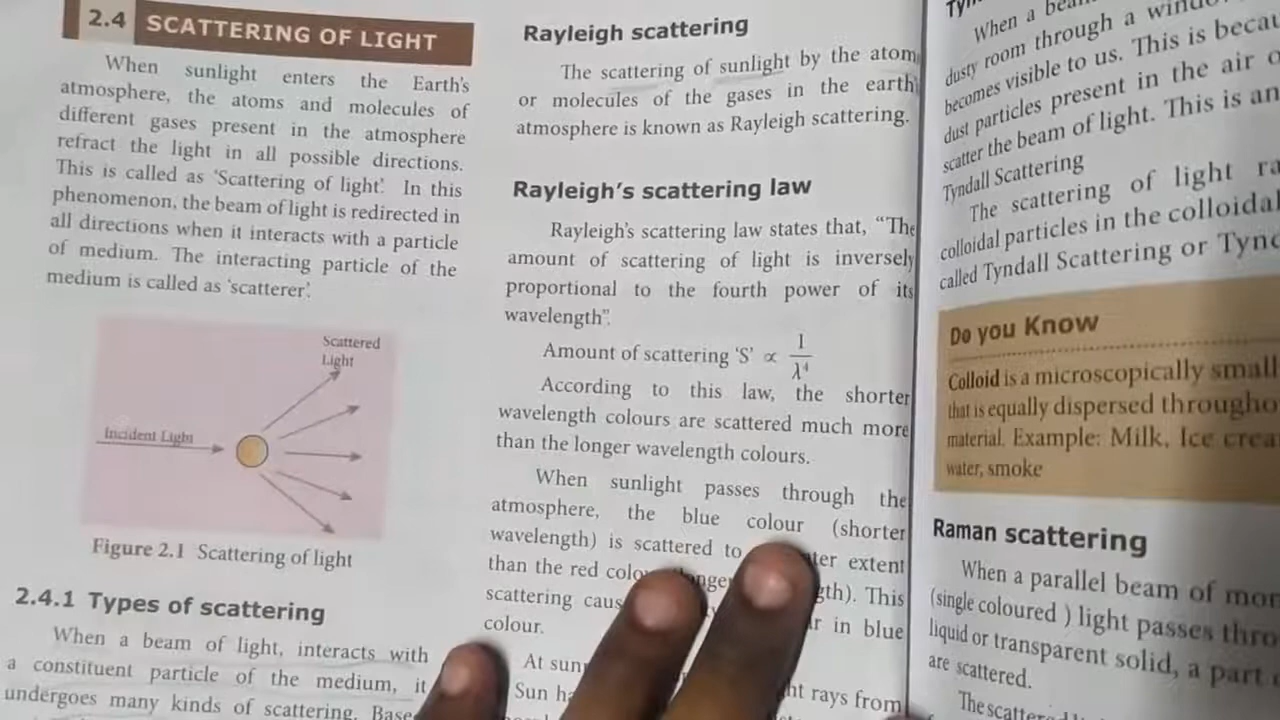 2.4 SCATTERING OF LIGHT
When sunlight enters the Earth's
atmosphere, the atoms and molecules of
different gases present in the atmosphere
refract the light in all possible directions.
This is called as 'Scattering of light'. In this
phenomenon, the beam of light is redirected in
all directions when it interacts with a particle
of medium. The interacting particle of the
medium is called as 'scatterer'.
Scattered
Light
Incident Light
Figure 2.1 Scattering of light
2.4.1 Types of scattering
When a beam of light, interacts with
a constituent particle of the medium, it
undergoes many kinds of scattering.
Rayleigh scattering
The scattering of sunlight by the atom
or molecules of the gases in the earth
atmosphere is known as Rayleigh scattering.
Rayleigh's scattering law
Rayleigh's scattering law states that, "The
amount of scattering of light is inversely
proportional to the fourth power of its
wavelength".
Amount of scattering 'S' ∝ 1/λ⁴
According to this law, the shorter
wavelength colours are scattered much more
than the longer wavelength colours.
When sunlight passes through the
atmosphere, the blue colour (shorter
wavelength) is scattered to extent
than the red This
scattering in blue
colour.
At
Sun rays from
When a
dusty room through a
becomes visible to us. This is
dust particles present in the air
scatter the beam of light. This is an
Tyndall Scattering
The scattering of light
colloidal particles in the colloidal
called Tyndall Scattering or
Do you Know
Colloid is a microscopically small
that is equally dispersed
material. Example: Milk, Ice
water, smoke
Raman scattering
When a parallel beam of
(single coloured ) light passes
liquid or transparent solid, a part
are scattered.
The